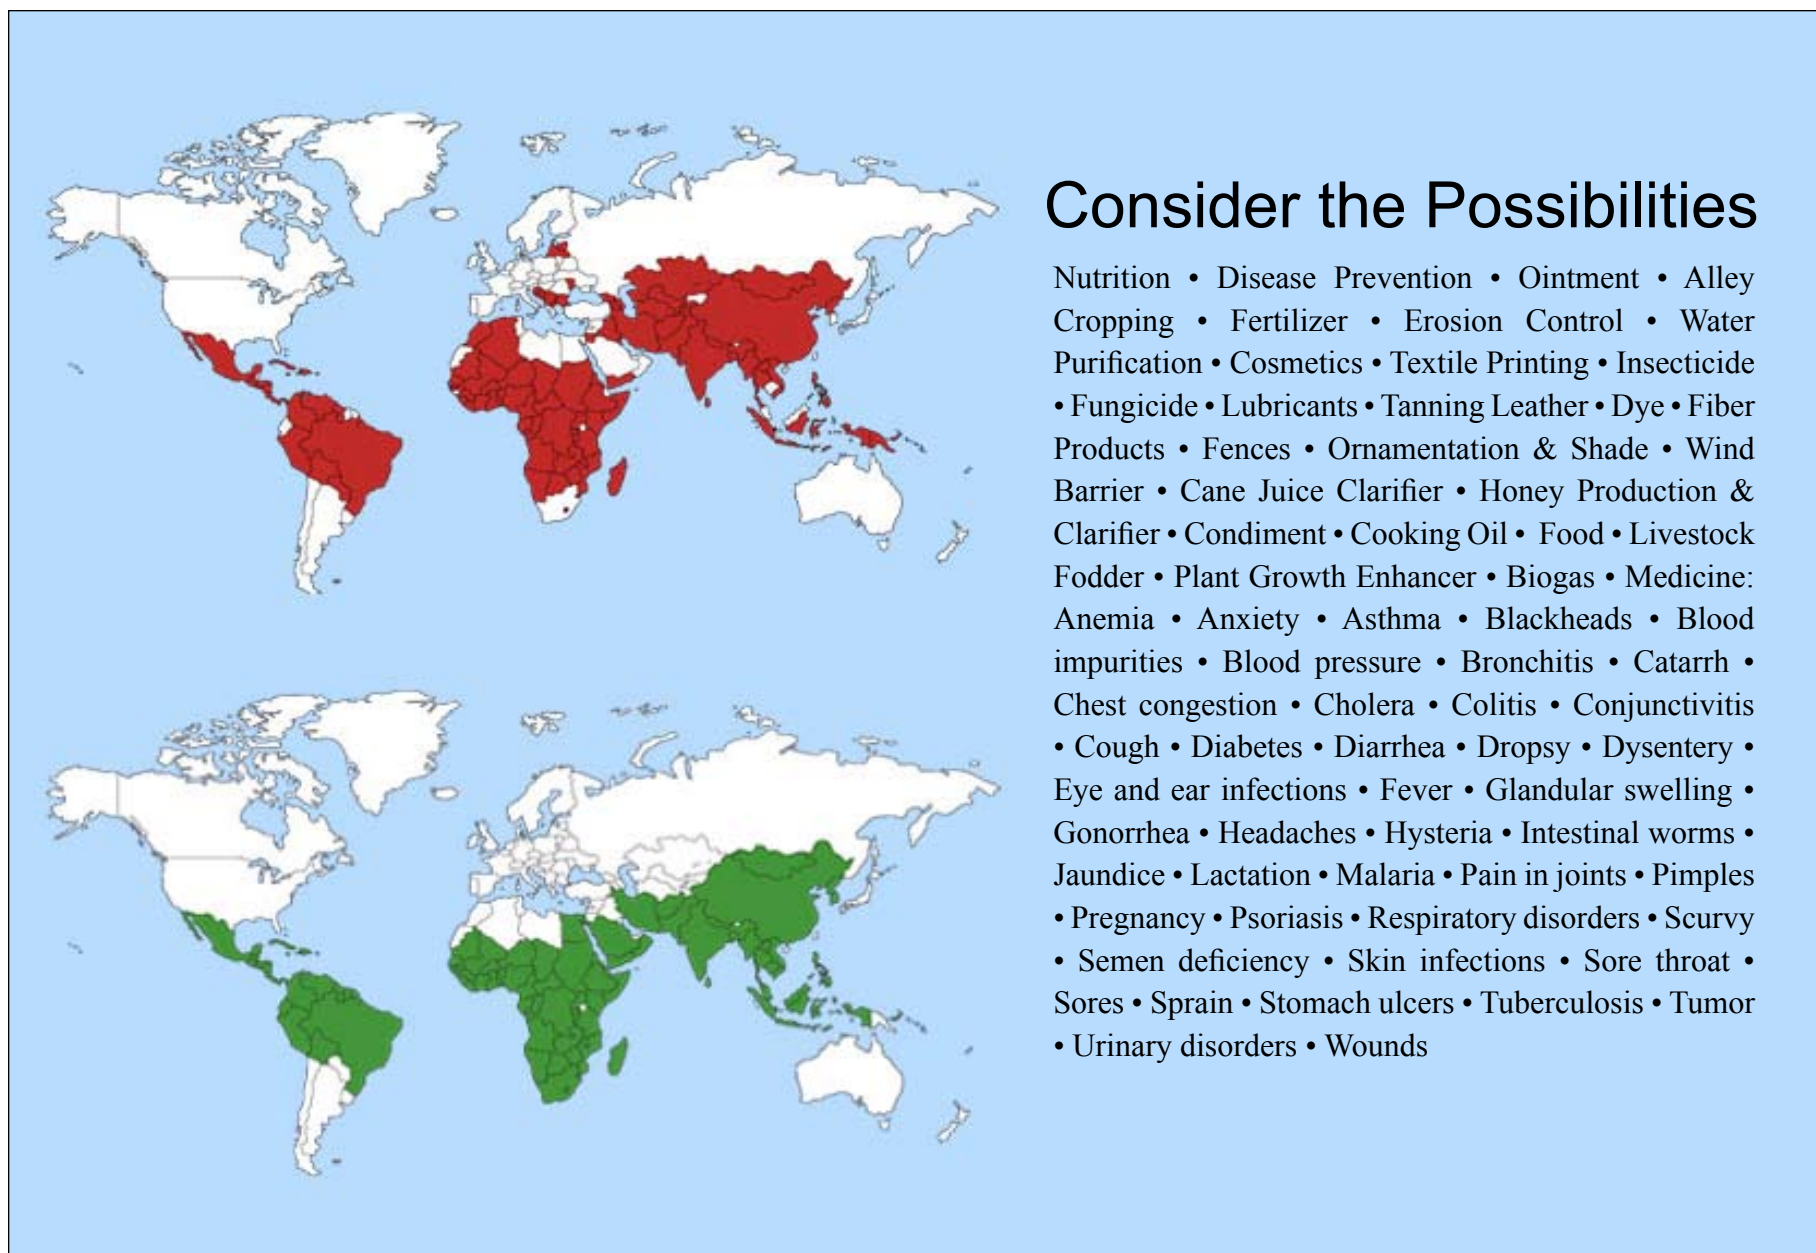 Consider the Possibilities
Nutrition • Disease Prevention • Ointment • Alley
Cropping • Fertilizer • Erosion Control • Water
Purification • Cosmetics • Textile Printing • Insecticide
• Fungicide • Lubricants • Tanning Leather • Dye • Fiber
Products • Fences • Ornamentation & Shade • Wind
Barrier • Cane Juice Clarifier • Honey Production &
Clarifier • Condiment • Cooking Oil • Food • Livestock
Fodder • Plant Growth Enhancer • Biogas • Medicine:
Anemia • Anxiety • Asthma • Blackheads • Blood
impurities • Blood pressure • Bronchitis • Catarrh •
Chest congestion • Cholera • Colitis • Conjunctivitis
• Cough • Diabetes • Diarrhea • Dropsy • Dysentery •
Eye and ear infections • Fever • Glandular swelling •
Gonorrhea • Headaches • Hysteria • Intestinal worms •
Jaundice • Lactation • Malaria • Pain in joints • Pimples
• Pregnancy • Psoriasis • Respiratory disorders • Scurvy
• Semen deficiency • Skin infections • Sore throat •
Sores • Sprain • Stomach ulcers • Tuberculosis • Tumor
• Urinary disorders • Wounds